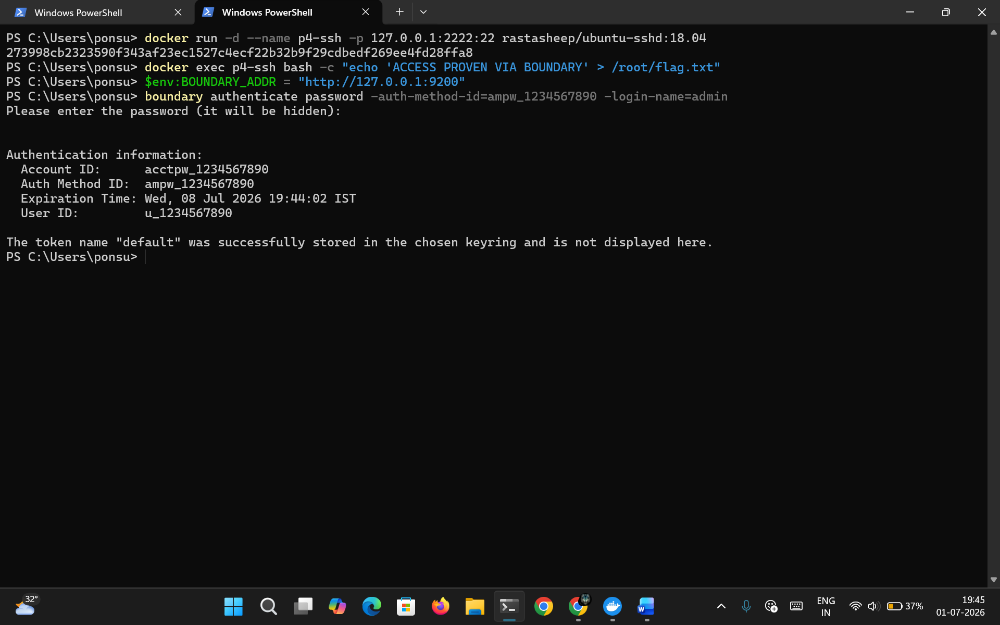 Windows PowerShell
Windows PowerShell
PS C:\Users\ponsu> docker run -d --name p4-ssh -p 127.0.0.1:2222:22 rastasheep/ubuntu-sshd:18.04
273998cb2323590f343af23ec1527c4ecf22b32b9f29cdbedf269ee4fd28ffa8
PS C:\Users\ponsu> docker exec p4-ssh bash -c "echo 'ACCESS PROVEN VIA BOUNDARY' > /root/flag.txt"
PS C:\Users\ponsu> $env:BOUNDARY_ADDR = "http://127.0.0.1:9200"
PS C:\Users\ponsu> boundary authenticate password -auth-method-id=ampw_1234567890 -login-name=admin
Please enter the password (it will be hidden):
Authentication information:
  Account ID:      acctpw_1234567890
  Auth Method ID:  ampw_1234567890
  Expiration Time: Wed, 08 Jul 2026 19:44:02 IST
  User ID:         u_1234567890
The token name "default" was successfully stored in the chosen keyring and is not displayed here.
PS C:\Users\ponsu>
32°
W
ENG
IN
37%
19:45
01-07-2026